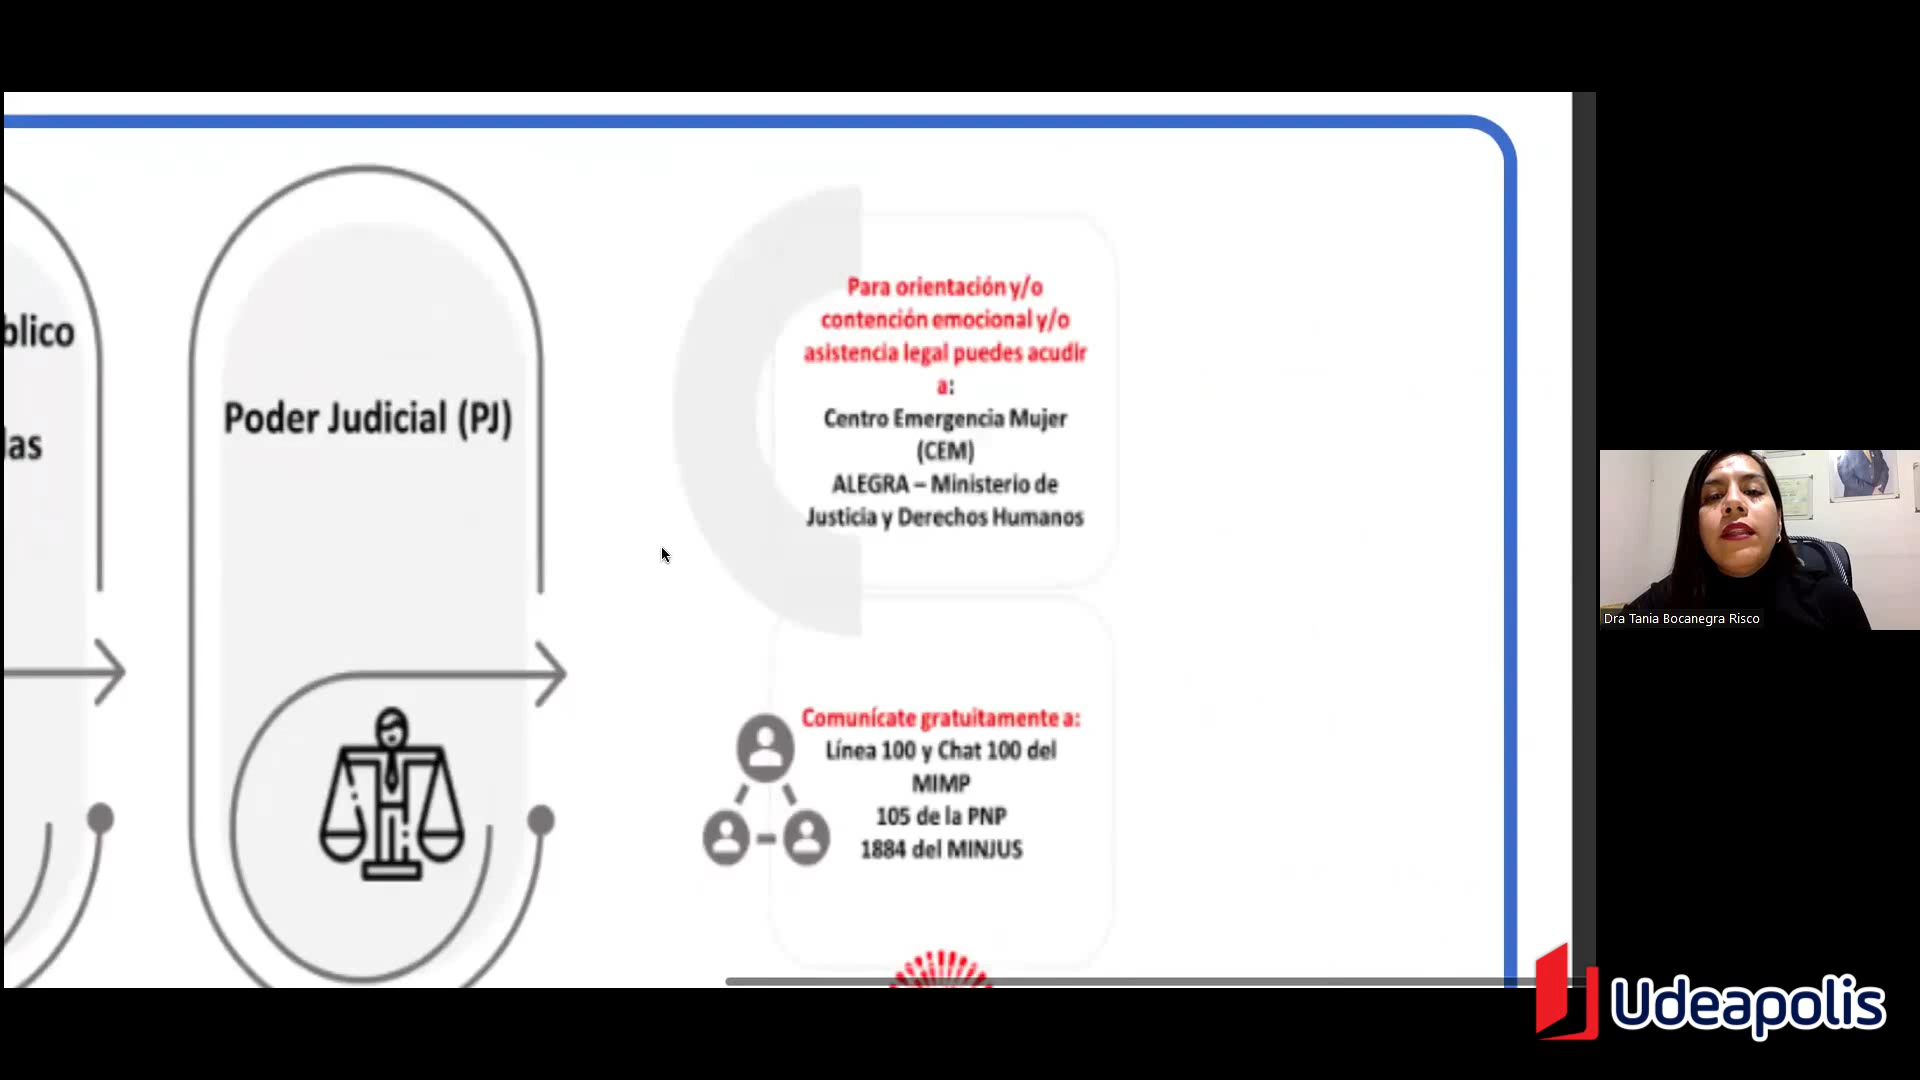 blico
las
Poder Judicial (PJ)
Para orientación y/o
contención emocional y/o
asistencia legal puedes acudir
a:
Centro Emergencia Mujer
(CEM)
ALEGRA – Ministerio de
Justicia y Derechos Humanos
Comunícate gratuitamente a:
Línea 100 y Chat 100 del
MIMP
105 de la PNP
1884 del MINJUS
Dra Tania Bocanegra Risco
Udeapolis